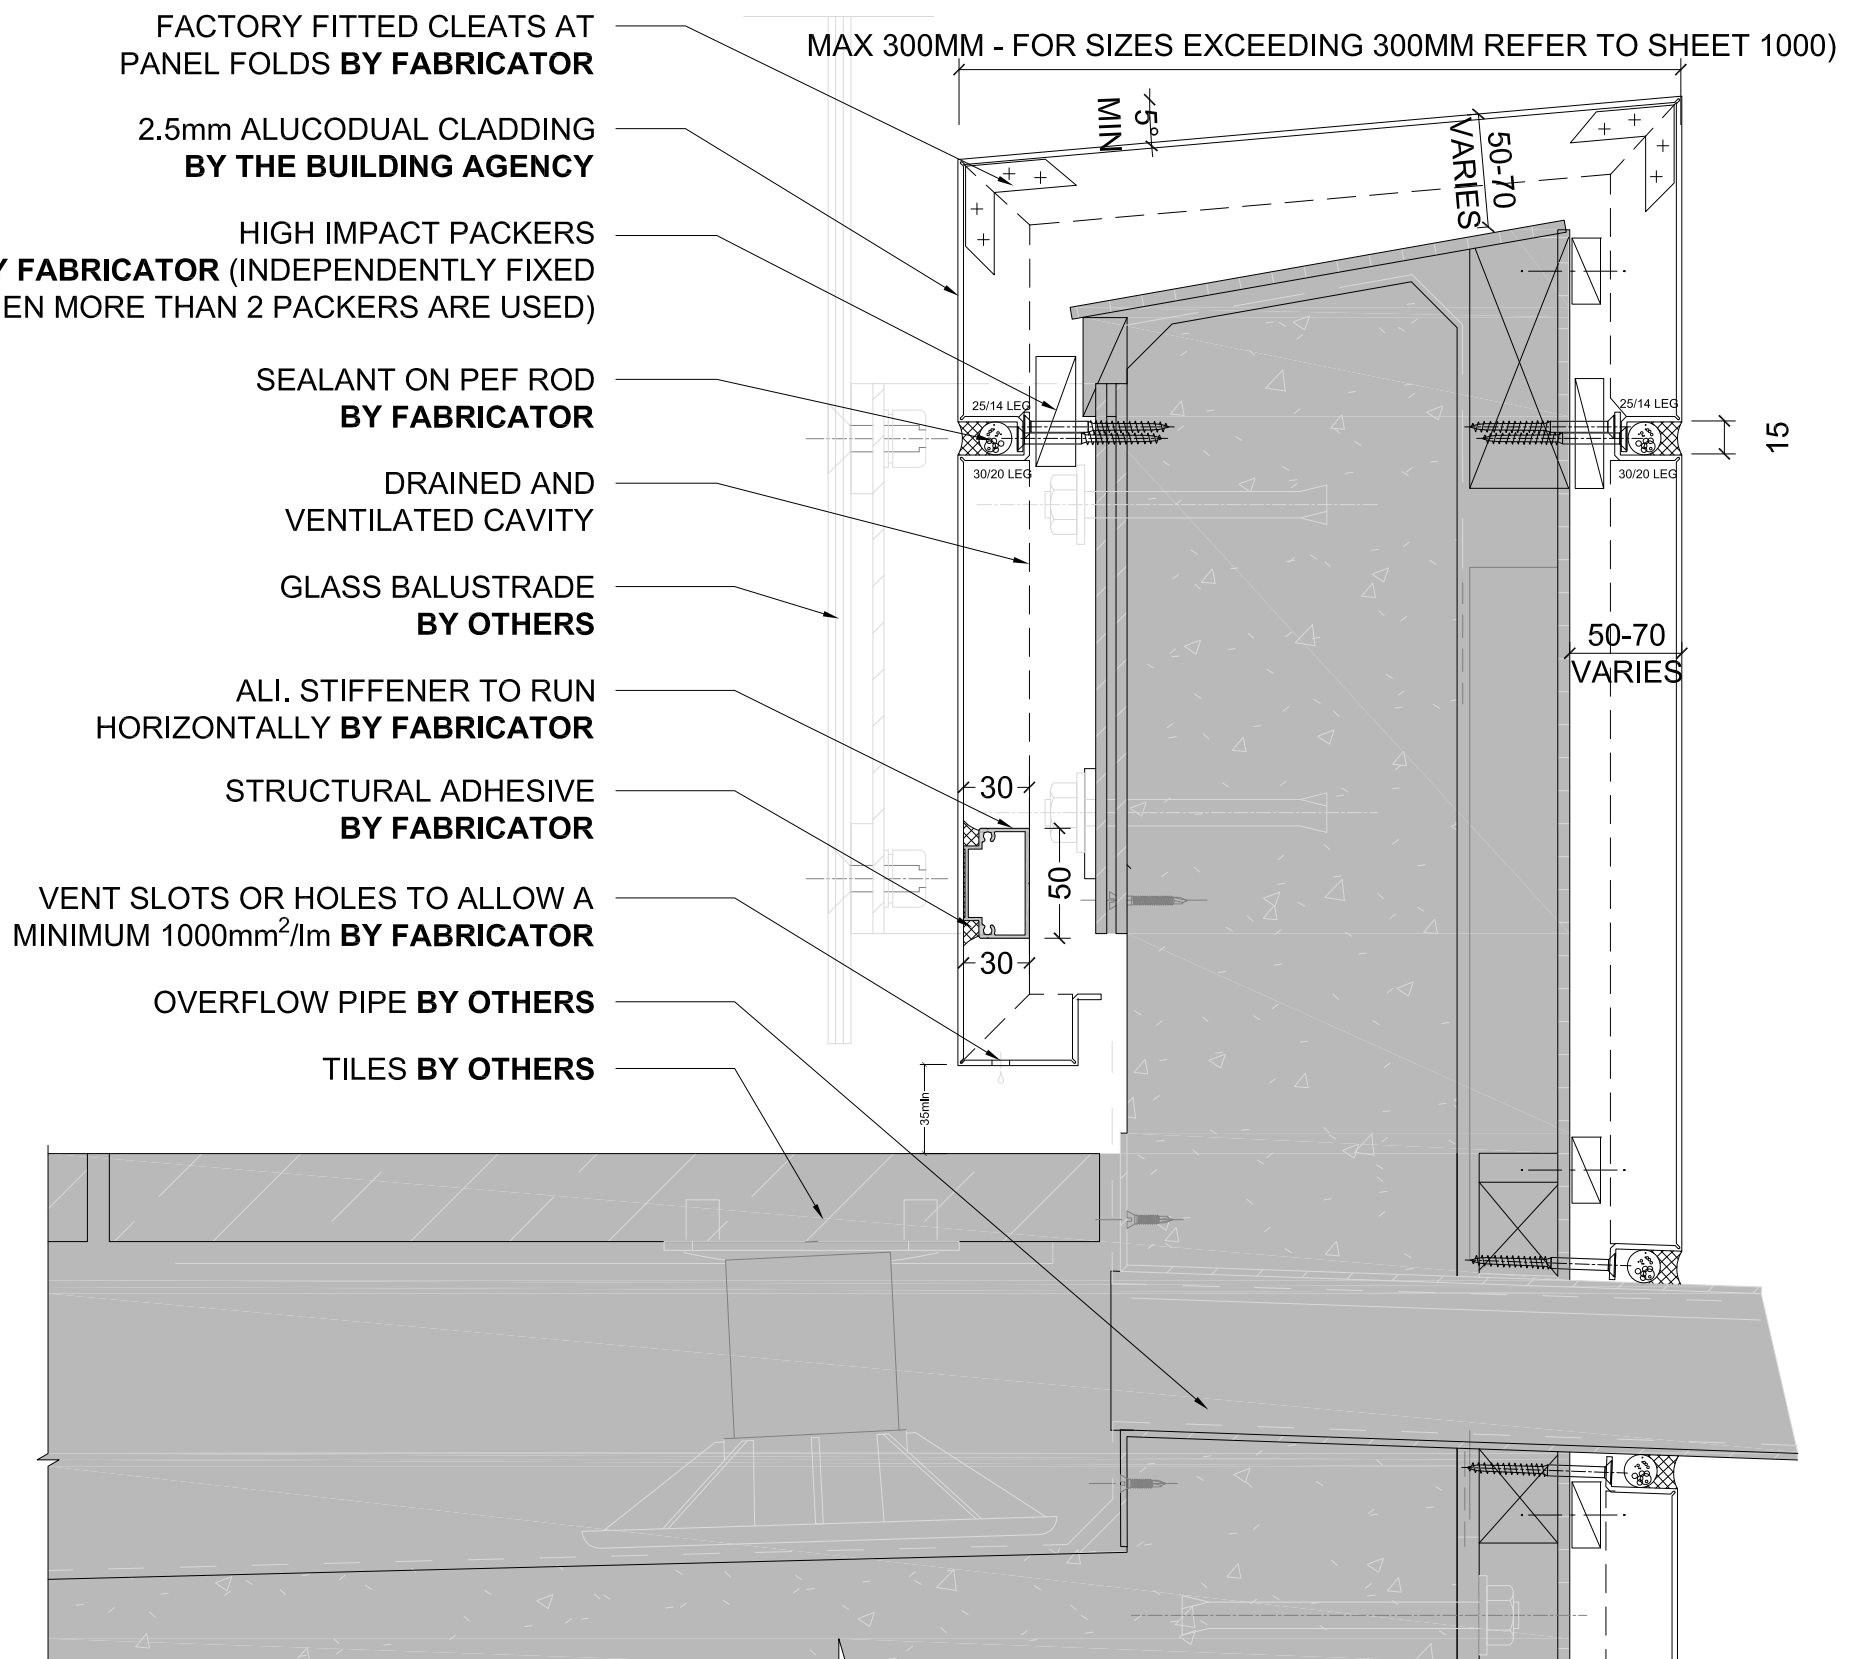 FACTORY FITTED CLEATS AT
PANEL FOLDS BY FABRICATOR
MAX 300MM - FOR SIZES EXCEEDING 300MM REFER TO SHEET 1000)
2.5mm ALUCODUAL CLADDING
BY THE BUILDING AGENCY
5°
MIN
50-70
VARIES
HIGH IMPACT PACKERS
FABRICATOR (INDEPENDENTLY FIXED
EN MORE THAN 2 PACKERS ARE USED)
SEALANT ON PEF ROD
BY FABRICATOR
25/14 LEG
25/14 LEG
15
30/20 LEG
30/20 LEG
DRAINED AND
VENTILATED CAVITY
GLASS BALUSTRADE
BY OTHERS
50-70
VARIES
ALI. STIFFENER TO RUN
HORIZONTALLY BY FABRICATOR
30
STRUCTURAL ADHESIVE
BY FABRICATOR
50
VENT SLOTS OR HOLES TO ALLOW A
MINIMUM 1000mm²/lm BY FABRICATOR
30
OVERFLOW PIPE BY OTHERS
TILES BY OTHERS
35min